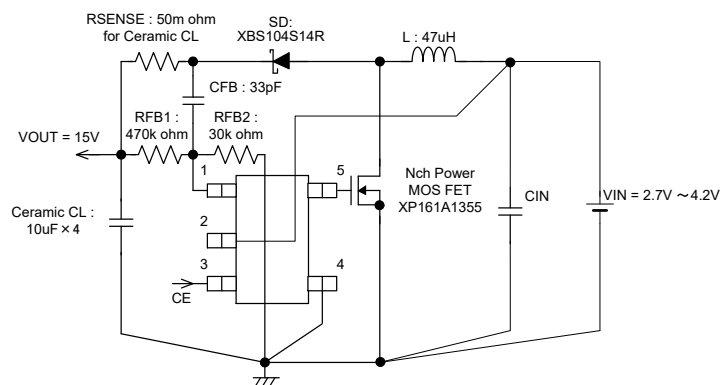 RSENSE : 50m ohm
for Ceramic CL
SD:
XBS104S14R
L : 47uH
CFB : 33pF
RFB1 :
470k ohm
RFB2 :
30k ohm
VOUT = 15V
1
5
Nch Power
MOS FET
XP161A1355
CIN
VIN = 2.7V ～4.2V
Ceramic CL :
10uF × 4
2
3
4
CE